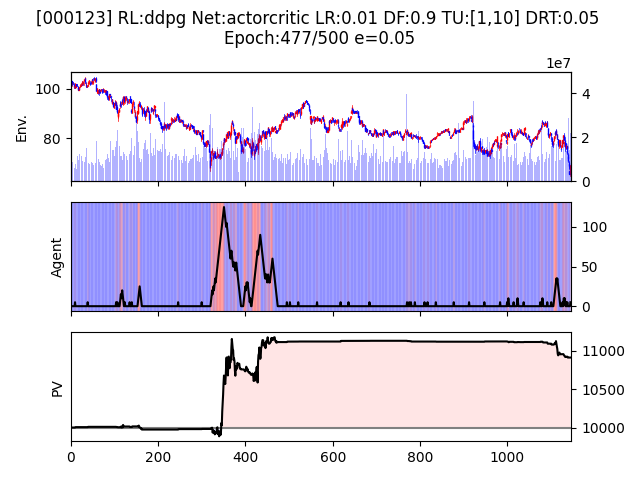 [000123] RL:ddpg Net:actorcritic LR:0.01 DF:0.9 TU:[1,10] DRT:0.05
Epoch:477/500 e=0.05
1e7
Env.
100
80
4
2
0
Agent
100
50
0
PV
11000
10500
10000
0 200 400 600 800 1000